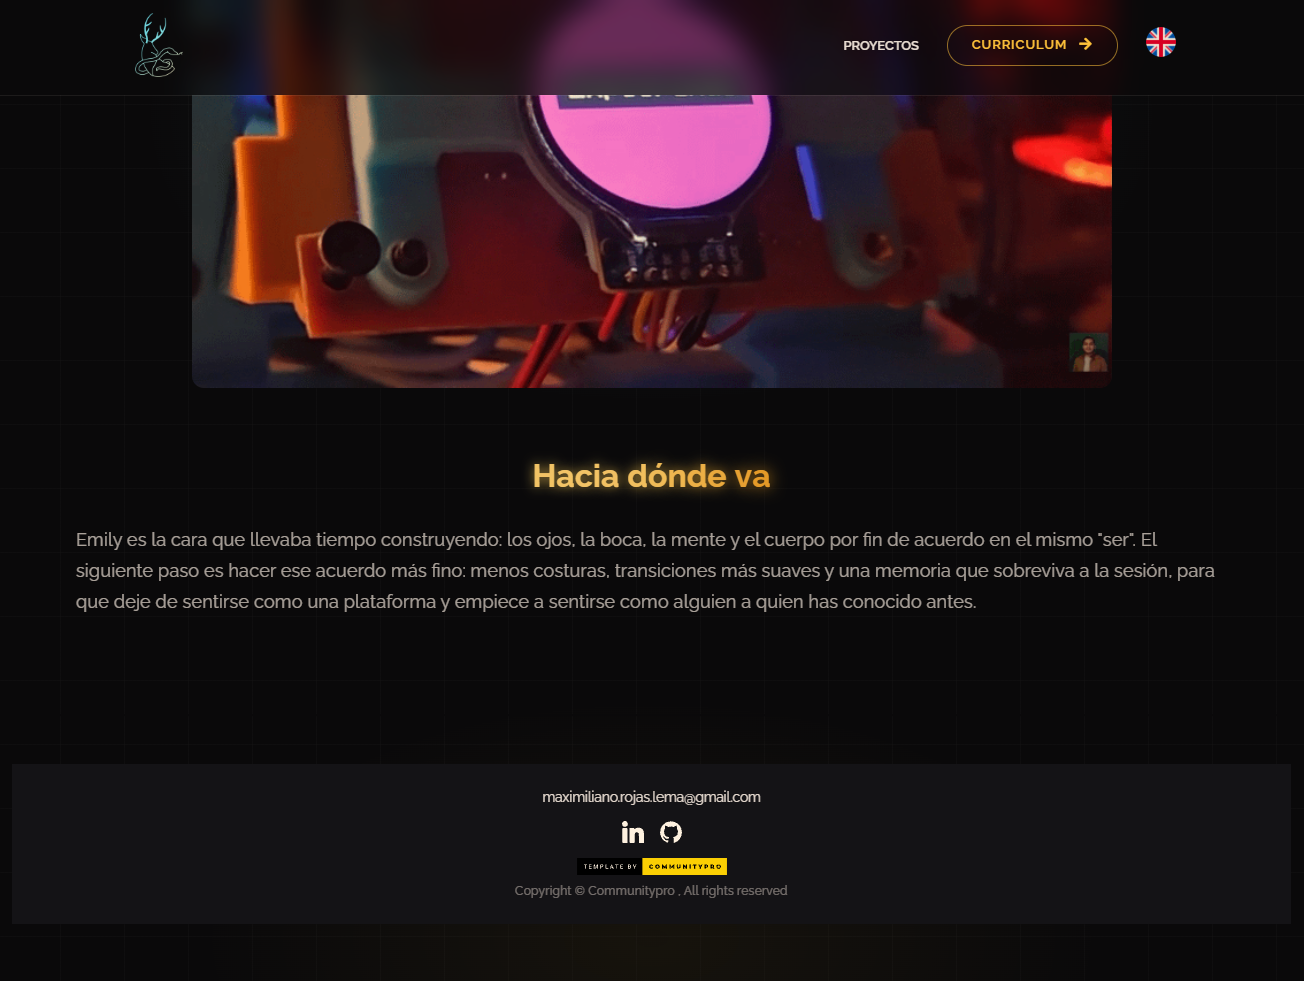 PROYECTOS
CURRICULUM
Hacia dónde va
Emily es la cara que llevaba tiempo construyendo: los ojos, la boca, la mente y el cuerpo por fin de acuerdo en el mismo "ser". El
siguiente paso es hacer ese acuerdo más fino: menos costuras, transiciones más suaves y una memoria que sobreviva a la sesión, para
que deje de sentirse como una plataforma y empiece a sentirse como alguien a quien has conocido antes.
maximiliano.rojas.lema@gmail.com
TEMPLATE BY COMMUNITYPRO
Copyright © Communitypro , All rights reserved